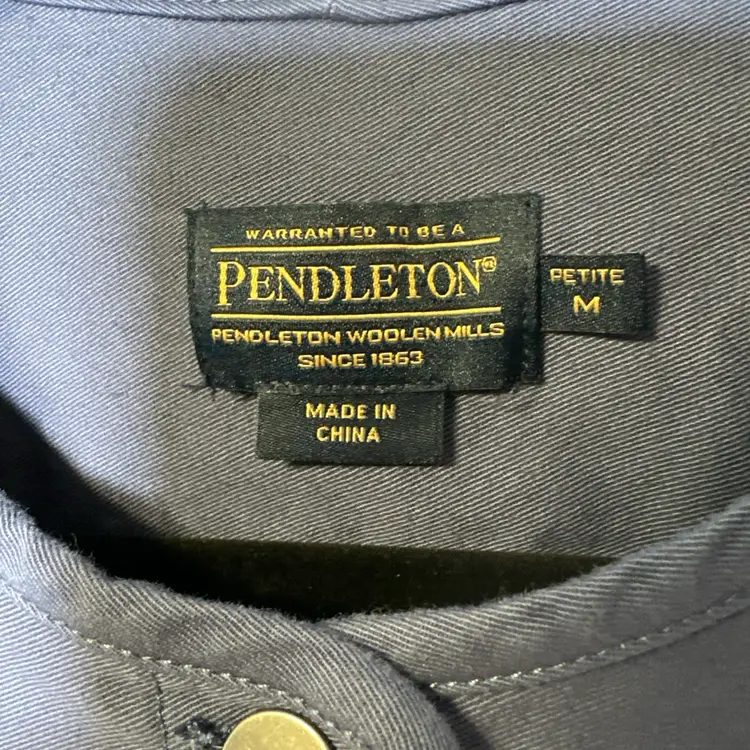 WARRANTED TO BE A
PENDLETON®
PETITE
M
PENDLETON WOOLEN MILLS
SINCE 1863
MADE IN
CHINA